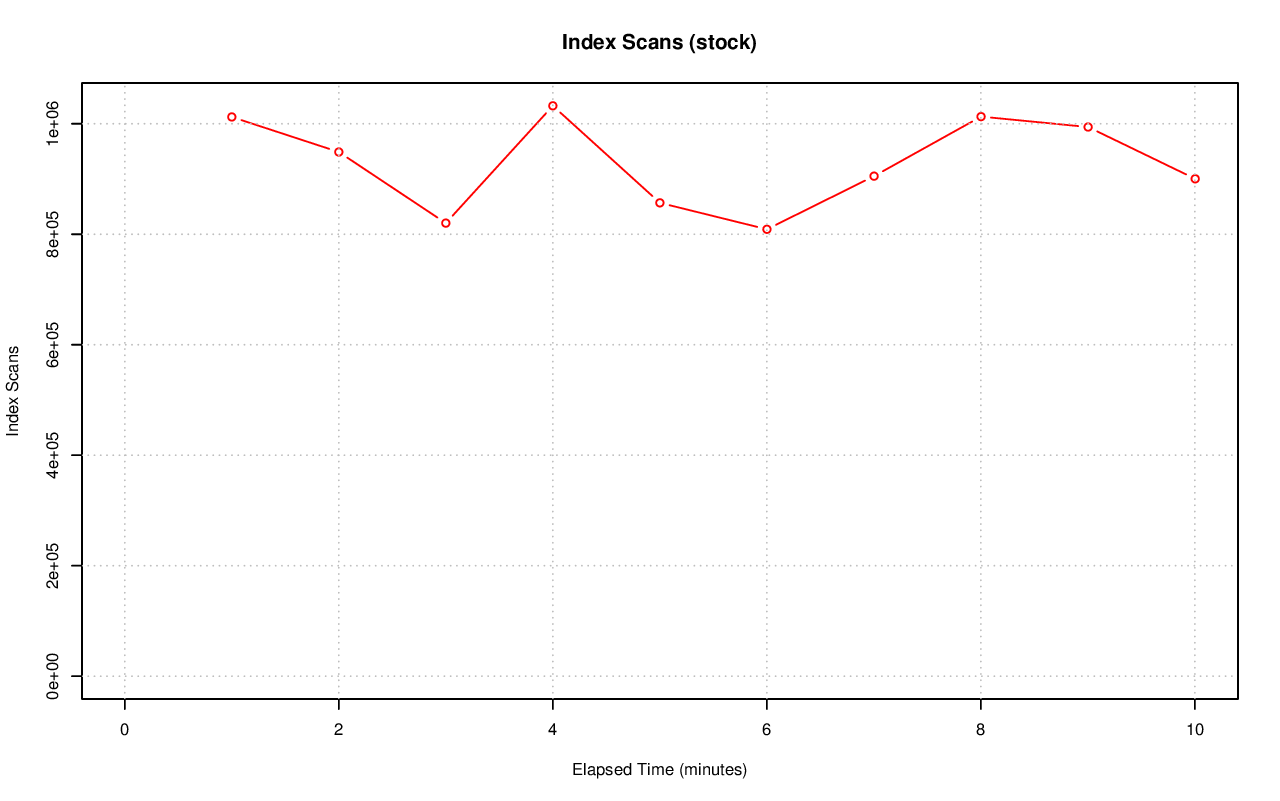 Index Scans (stock)
Index Scans
1e+06
8e+05
6e+05
4e+05
2e+05
0e+00
0 2 4 6 8 10
Elapsed Time (minutes)